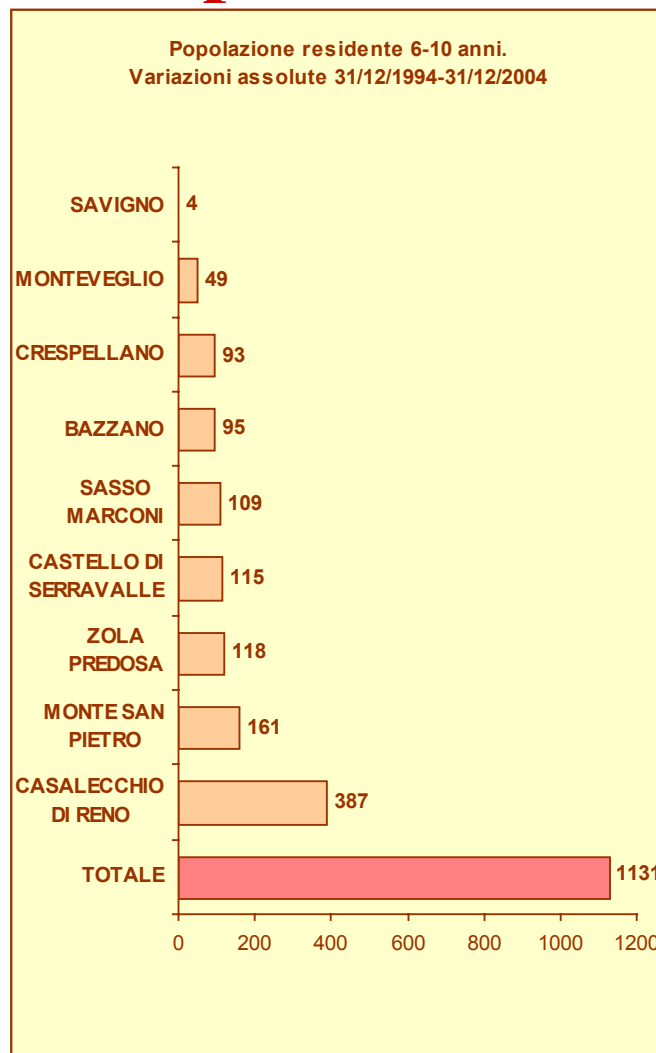 Popolazione residente 6-10 anni.
Variazioni assolute 31/12/1994-31/12/2004
SAVIGNO 4
MONTEVEGLIO 49
CRESPELLANO 93
BAZZANO 95
SASSO
MARCONI 109
CASTELLO DI
SERRAVALLE 115
ZOLA
PREDOSA 118
MONTE SAN
PIETRO 161
CASALECCHIO
DI RENO 387
TOTALE 1131
0 200 400 600 800 1000 1200